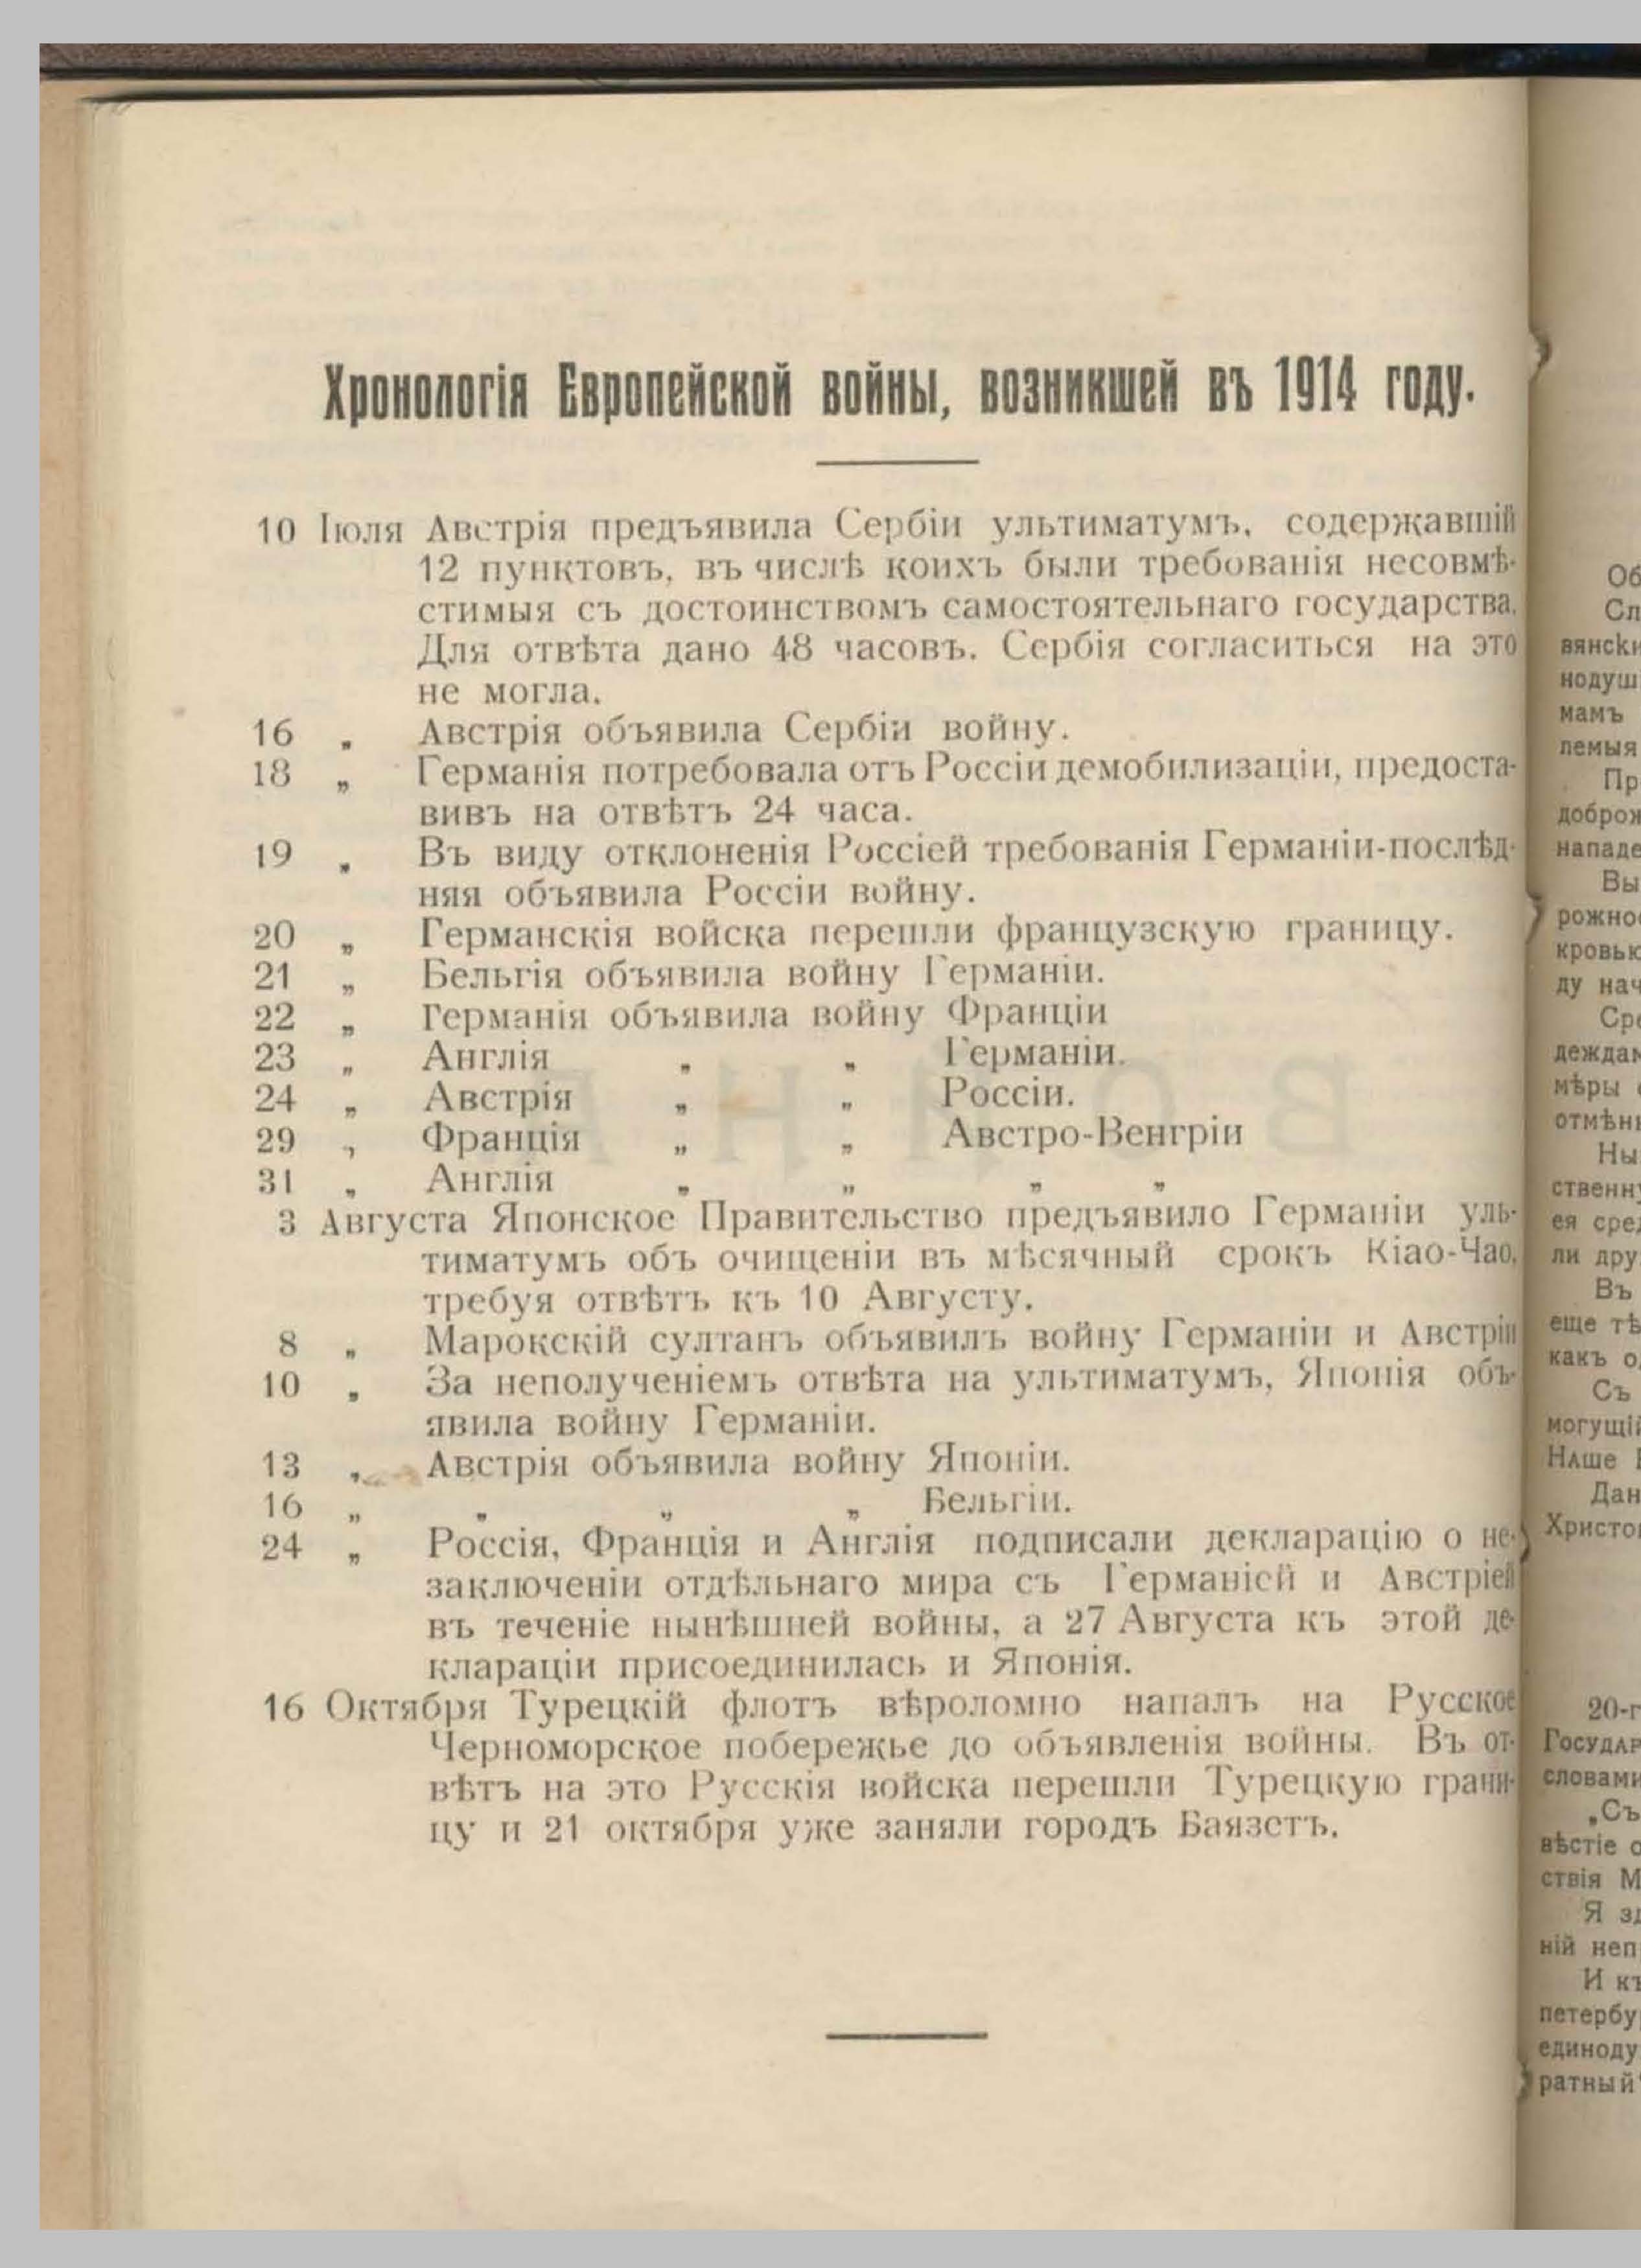 Хронологія Европейской войны, возникшей въ 1914 году.
10 Іюля Австрія предъявила Сербіи ультиматумъ, содержавшій
12 пунктовъ, въ числѣ коихъ были требованія несовмѣ-
стимыя съ достоинствомъ самостоятельнаго государства.
Для отвѣта дано 48 часовъ. Сербія согласиться на это
не могла.
16 „ Австрія объявила Сербіи войну.
18 „ Германія потребовала отъ Россіи демобилизаціи, предоста-
вивъ на отвѣтъ 24 часа.
19 „ Въ виду отклоненія Россіей требованія Германіи-послѣд-
няя объявила Россіи войну.
20 „ Германскія войска перешли французскую границу.
21 „ Бельгія объявила войну Германіи.
22 „ Германія объявила войну Франціи
23 „ Англія „ „ Германіи.
24 „ Австрія „ „ Россіи.
29 „ Франція „ „ Австро-Венгріи
31 „ Англія „ „ „ „
3 Августа Японское Правительство предъявило Германіи уль-
тиматумъ объ очищеніи въ мѣсячный срокъ Кіао-Чао,
требуя отвѣтъ къ 10 Августу.
8 „ Марокскій султанъ объявилъ войну Германіи и Австріи
10 „ За неполученіемъ отвѣта на ультиматумъ, Японія объ-
явила войну Германіи.
13 „ Австрія объявила войну Японіи.
16 „ „ „ „ Бельгіи.
24 „ Россія, Франція и Англія подписали декларацію о не-
заключеніи отдѣльнаго мира съ Германіей и Австріей
въ теченіе нынѣшней войны, а 27 Августа къ этой де-
клараціи присоединилась и Японія.
16 Октября Турецкій флотъ вѣроломно напалъ на Русское
Черноморское побережье до объявленія войны. Въ от-
вѣтъ на это Русскія войска перешли Турецкую грани-
цу и 21 октября уже заняли городъ Баязетъ.